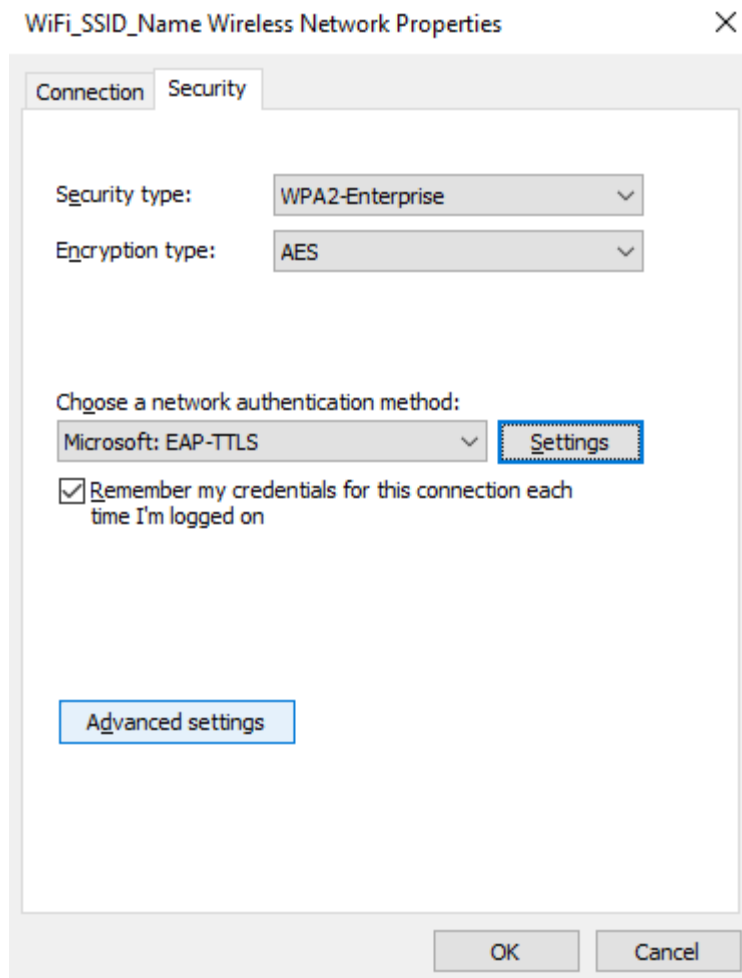 WiFi_SSID_Name Wireless Network Properties
Connection
Security
Security type:
WPA2-Enterprise
Encryption type:
AES
Choose a network authentication method:
Microsoft: EAP-TTLS
Settings
Remember my credentials for this connection each
time I'm logged on
Advanced settings
OK
Cancel